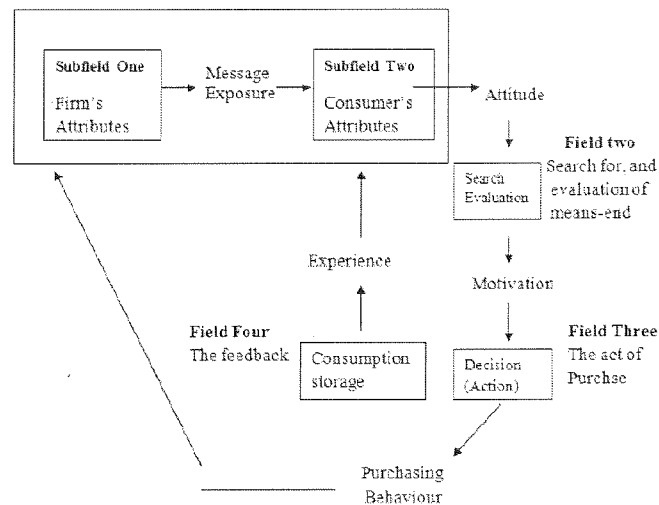 Subfield One
Firm's
Attributes
Message
Exposure
Subfield Two
Consumer's
Attributes
Attitude
Field two
Search for, and
evaluation of
means-end
Search
Evaluation
Motivation
Experience
Field Four
The feedback
Consumption
storage
Field Three
The act of
Purchse
Decision
(Action)
Purchasing
Behaviour